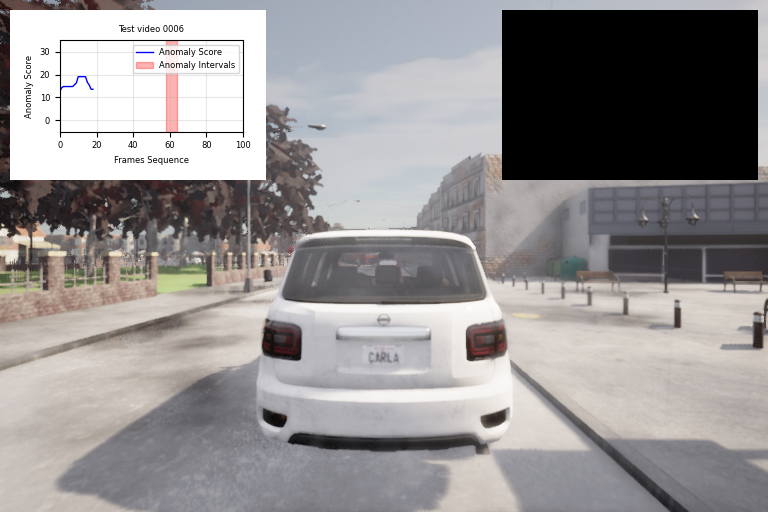 Test video 0006
Anomaly Score
30
20
10
0
Anomaly Score
Anomaly Intervals
0 20 40 60 80 100
Frames Sequence
CARLA